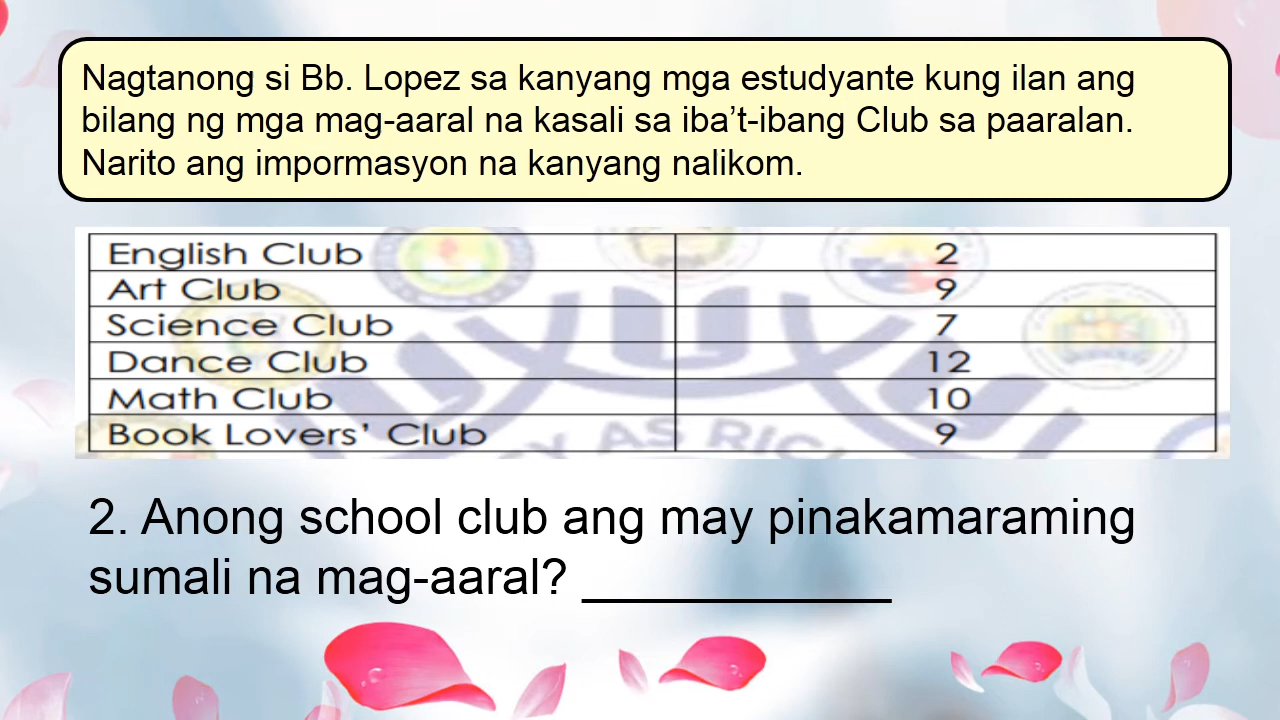 Nagtanong si Bb. Lopez sa kanyang mga estudyante kung ilan ang
bilang ng mga mag-aaral na kasali sa iba’t-ibang Club sa paaralan.
Narito ang impormasyon na kanyang nalikom.
English Club 2
Art Club 9
Science Club 7
Dance Club 12
Math Club 10
Book Lovers’ Club 9
2. Anong school club ang may pinakamaraming
sumali na mag-aaral? ___________